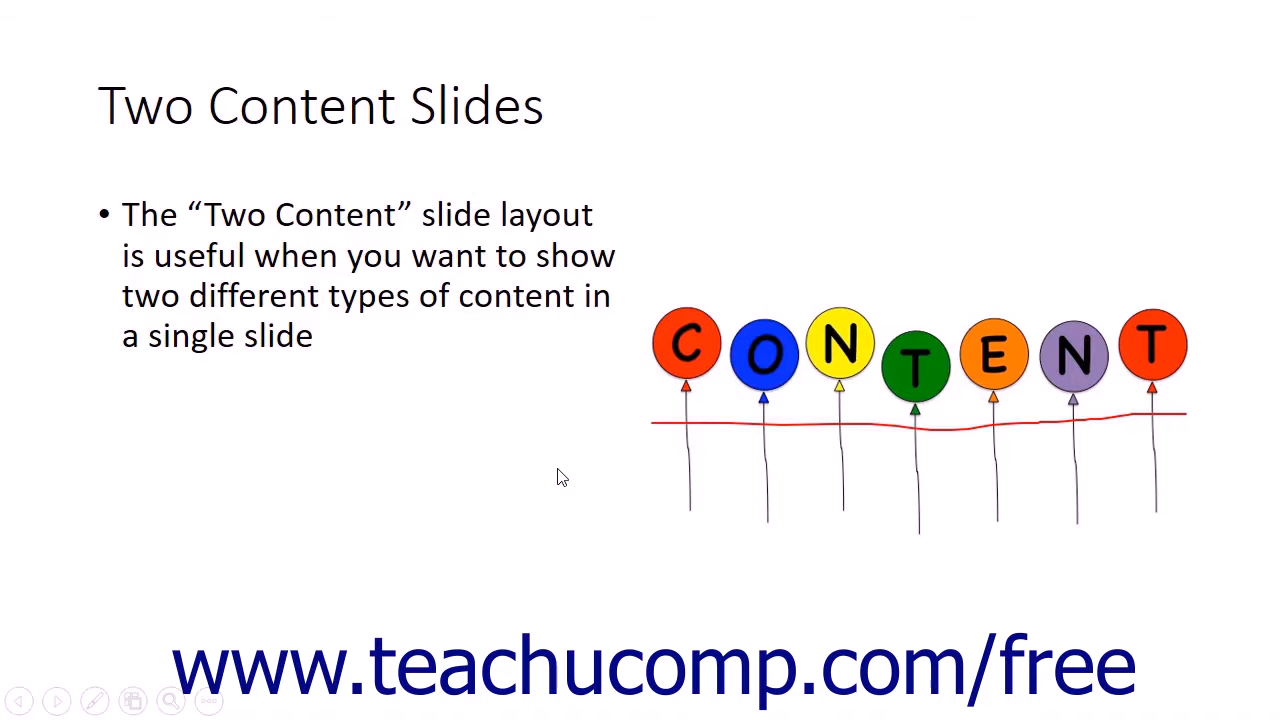 Two Content Slides
• The “Two Content” slide layout
is useful when you want to show
two different types of content in
a single slide
CONTENT
www.teachucomp.com/free